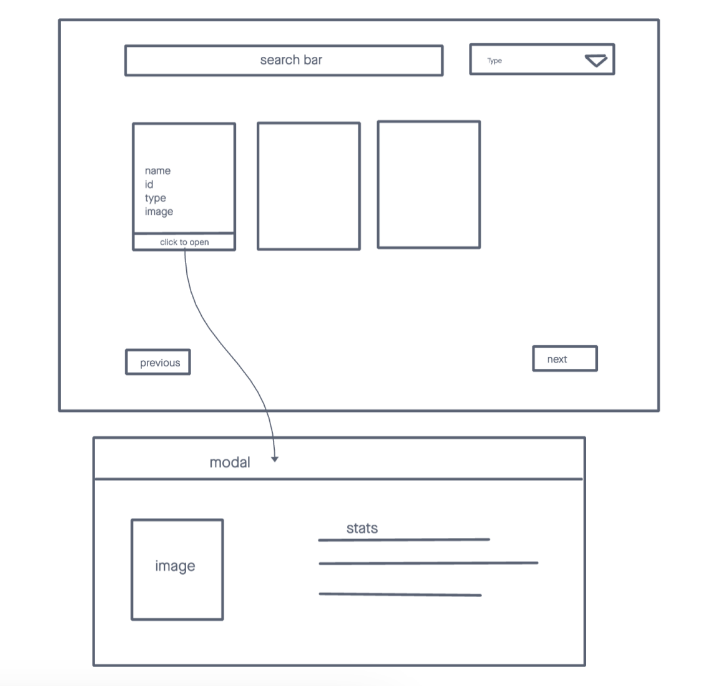 search bar
Type
name
id
type
image
click to open
previous
next
modal
stats
image